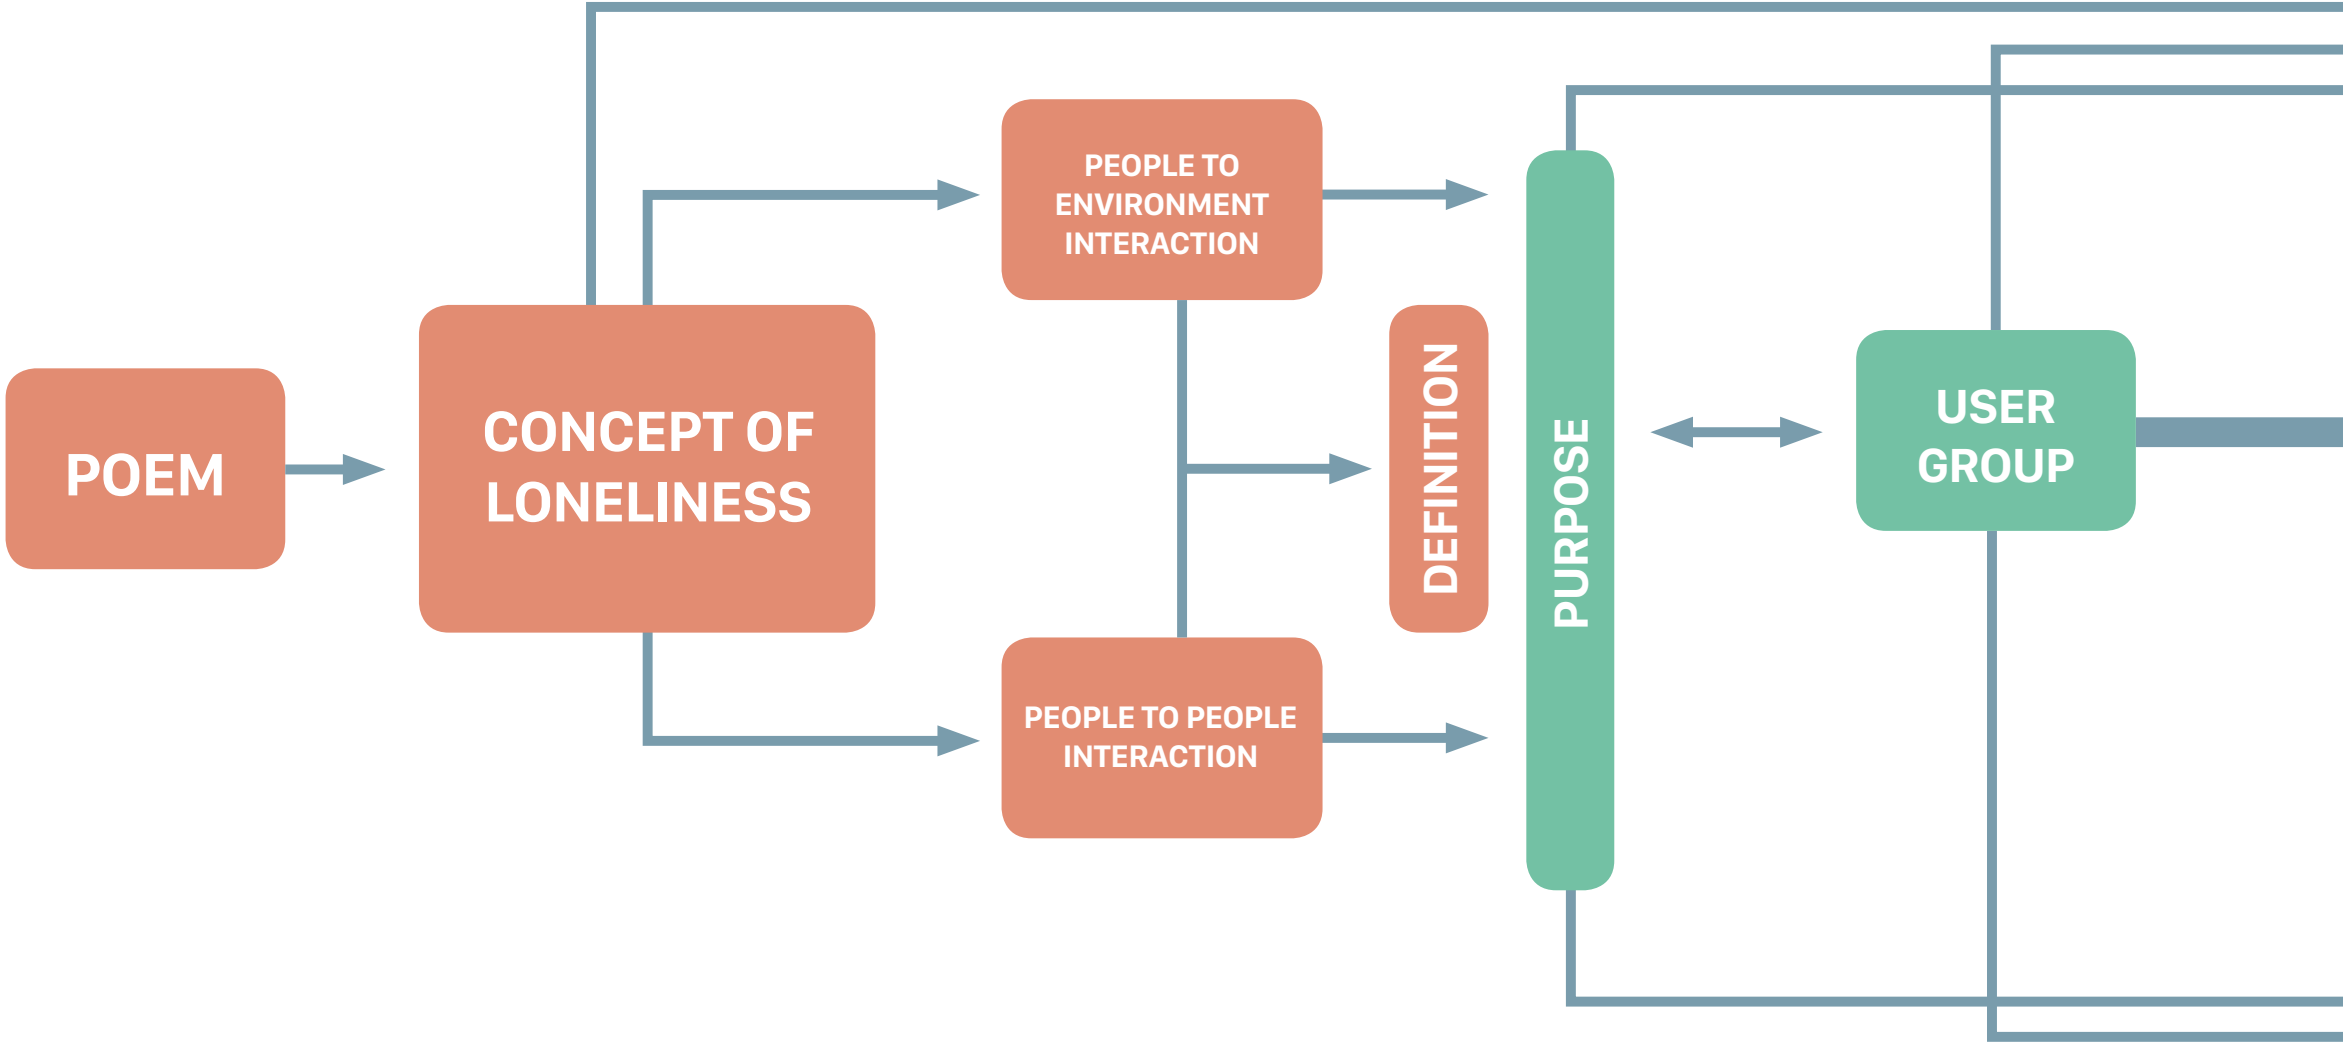 POEM
CONCEPT OF
LONELINESS
PEOPLE TO
ENVIRONMENT
INTERACTION
PEOPLE TO PEOPLE
INTERACTION
DEFINITION
PURPOSE
USER
GROUP